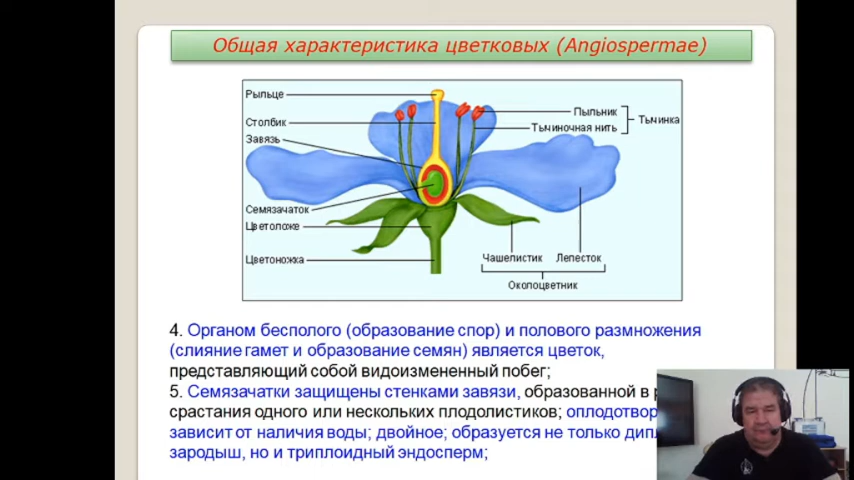 Общая характеристика цветковых (Angiospermae)
Рыльце
Столбик
Завязь
Семязачаток
Цветоложе
Цветоножка
Пыльник
Тычиночная нить
Тычинка
Чашелистик Лепесток
Околоцветник
4. Органом бесполого (образование спор) и полового размножения
(слияние гамет и образование семян) является цветок,
представляющий собой видоизмененный побег;
5. Семязачатки защищены стенками завязи, образованной в
срастания одного или нескольких плодолистиков;
зависит от наличия воды; двойное; образуется не только
зародыш, но и триплоидный эндосперм;